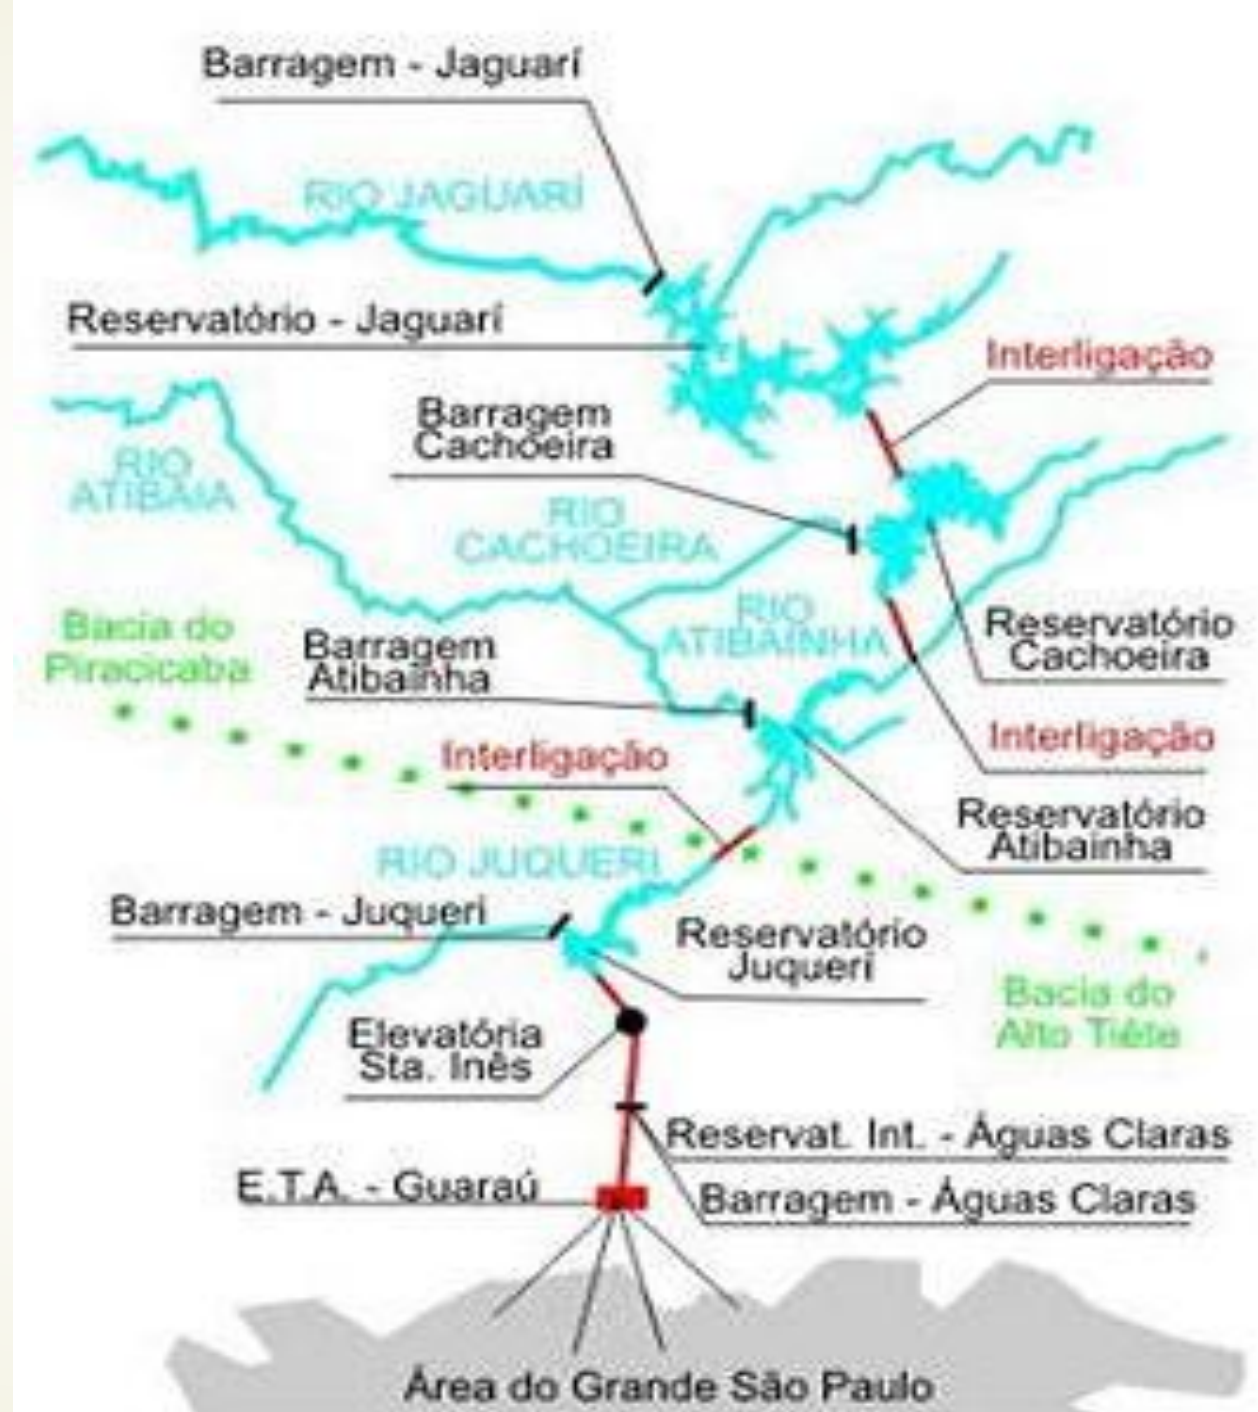 Barragem - Jaguarí
RIO JAGUARÍ
Reservatório - Jaguarí
Interligação
Barragem
Cachoeira
RIO
ATIBAIA
RIO
CACHOEIRA
Bacia do
Piracicaba
Barragem
Atibainha
RIO
ATIBAINHA
Reservatório
Cachoeira
Interligação
Interligação
Reservatório
Atibainha
RIO JUQUERI
Barragem - Juqueri
Reservatório
Juquerí
Bacia do
Alto Tiête
Elevatória
Sta. Inês
Reservat. Int. - Águas Claras
E.T.A. - Guaraú
Barragem - Águas Claras
Área do Grande São Paulo